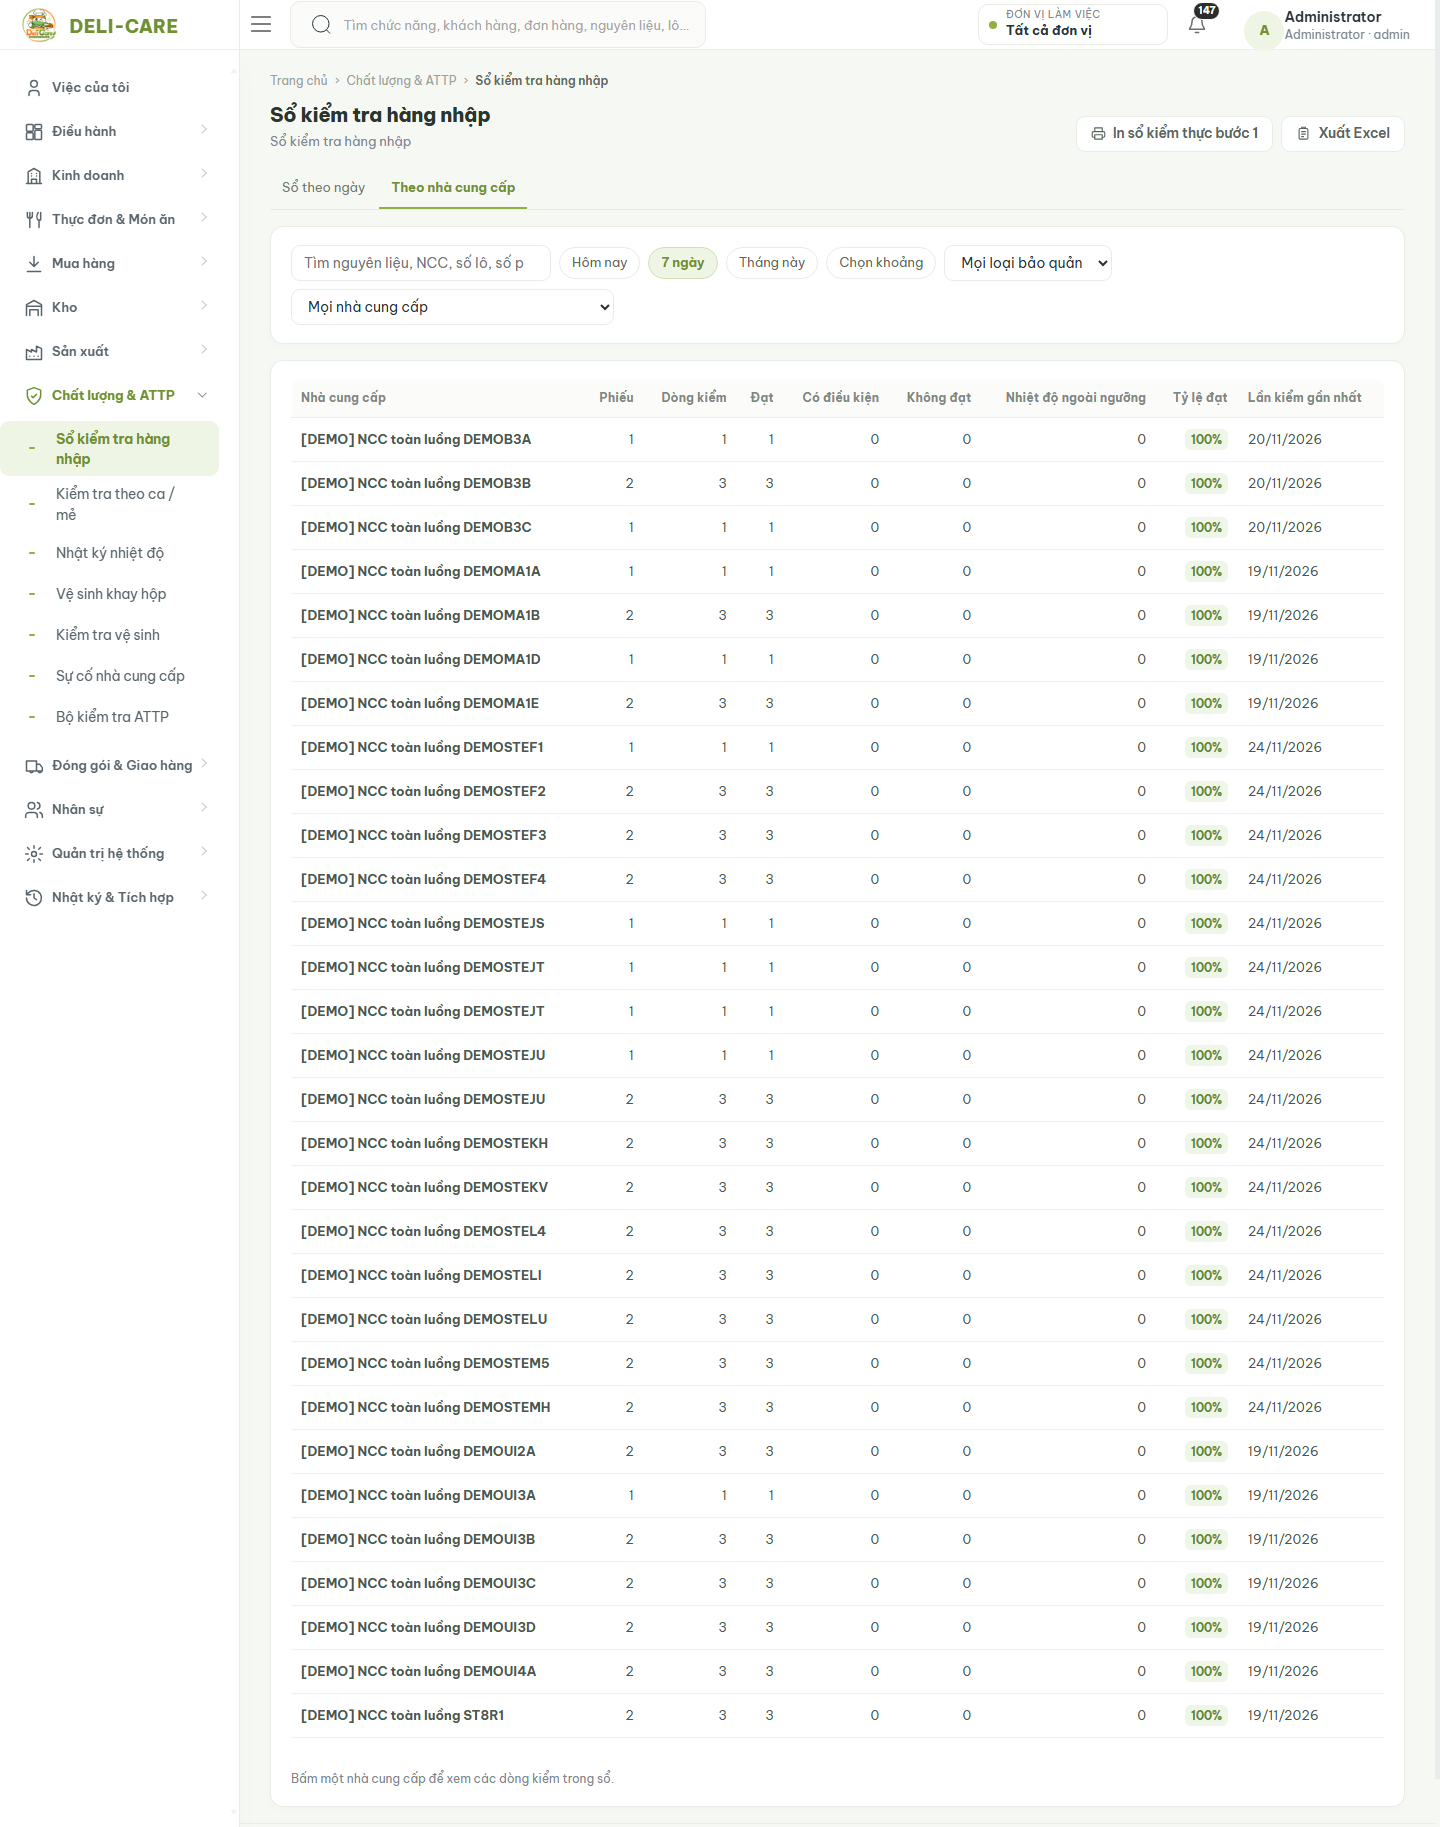 DELI-CARE
Tìm chức năng, khách hàng, đơn hàng, nguyên liệu, lô...
ĐƠN VỊ LÀM VIỆC
Tất cả đơn vị
147
A
Administrator
Administrator · admin
Việc của tôi
Điều hành
Kinh doanh
Thực đơn & Món ăn
Mua hàng
Kho
Sản xuất
Chất lượng & ATTP
Sổ kiểm tra hàng
nhập
Kiểm tra theo ca /
mẻ
Nhật ký nhiệt độ
Vệ sinh khay hộp
Kiểm tra vệ sinh
Sự cố nhà cung cấp
Bộ kiểm tra ATTP
Đóng gói & Giao hàng
Nhân sự
Quản trị hệ thống
Nhật ký & Tích hợp
Trang chủ › Chất lượng & ATTP › Sổ kiểm tra hàng nhập
Sổ kiểm tra hàng nhập
Sổ kiểm tra hàng nhập
In sổ kiểm thực bước 1
Xuất Excel
Sổ theo ngày
Theo nhà cung cấp
Tìm nguyên liệu, NCC, số lô, số p
Hôm nay
7 ngày
Tháng này
Chọn khoảng
Mọi loại bảo quản
Mọi nhà cung cấp
Nhà cung cấp Phiếu Dòng kiểm Đạt Có điều kiện Không đạt Nhiệt độ ngoài ngưỡng Tỷ lệ đạt Lần kiểm gần nhất
[DEMO] NCC toàn luồng DEMOB3A 1 1 1 0 0 0 100% 20/11/2026
[DEMO] NCC toàn luồng DEMOB3B 2 3 3 0 0 0 100% 20/11/2026
[DEMO] NCC toàn luồng DEMOB3C 1 1 1 0 0 0 100% 20/11/2026
[DEMO] NCC toàn luồng DEMOMA1A 1 1 1 0 0 0 100% 19/11/2026
[DEMO] NCC toàn luồng DEMOMA1B 2 3 3 0 0 0 100% 19/11/2026
[DEMO] NCC toàn luồng DEMOMA1D 1 1 1 0 0 0 100% 19/11/2026
[DEMO] NCC toàn luồng DEMOMA1E 2 3 3 0 0 0 100% 19/11/2026
[DEMO] NCC toàn luồng DEMOSTEF1 1 1 1 0 0 0 100% 24/11/2026
[DEMO] NCC toàn luồng DEMOSTEF2 2 3 3 0 0 0 100% 24/11/2026
[DEMO] NCC toàn luồng DEMOSTEF3 2 3 3 0 0 0 100% 24/11/2026
[DEMO] NCC toàn luồng DEMOSTEF4 2 3 3 0 0 0 100% 24/11/2026
[DEMO] NCC toàn luồng DEMOSTEJS 1 1 1 0 0 0 100% 24/11/2026
[DEMO] NCC toàn luồng DEMOSTEJT 1 1 1 0 0 0 100% 24/11/2026
[DEMO] NCC toàn luồng DEMOSTEJT 1 1 1 0 0 0 100% 24/11/2026
[DEMO] NCC toàn luồng DEMOSTEJU 1 1 1 0 0 0 100% 24/11/2026
[DEMO] NCC toàn luồng DEMOSTEJU 2 3 3 0 0 0 100% 24/11/2026
[DEMO] NCC toàn luồng DEMOSTEKH 2 3 3 0 0 0 100% 24/11/2026
[DEMO] NCC toàn luồng DEMOSTEKV 2 3 3 0 0 0 100% 24/11/2026
[DEMO] NCC toàn luồng DEMOSTEL4 2 3 3 0 0 0 100% 24/11/2026
[DEMO] NCC toàn luồng DEMOSTELI 2 3 3 0 0 0 100% 24/11/2026
[DEMO] NCC toàn luồng DEMOSTELU 2 3 3 0 0 0 100% 24/11/2026
[DEMO] NCC toàn luồng DEMOSTEM5 2 3 3 0 0 0 100% 24/11/2026
[DEMO] NCC toàn luồng DEMOSTEMH 2 3 3 0 0 0 100% 24/11/2026
[DEMO] NCC toàn luồng DEMOUI2A 2 3 3 0 0 0 100% 19/11/2026
[DEMO] NCC toàn luồng DEMOUI3A 1 1 1 0 0 0 100% 19/11/2026
[DEMO] NCC toàn luồng DEMOUI3B 2 3 3 0 0 0 100% 19/11/2026
[DEMO] NCC toàn luồng DEMOUI3C 2 3 3 0 0 0 100% 19/11/2026
[DEMO] NCC toàn luồng DEMOUI3D 2 3 3 0 0 0 100% 19/11/2026
[DEMO] NCC toàn luồng DEMOUI4A 2 3 3 0 0 0 100% 19/11/2026
[DEMO] NCC toàn luồng ST8R1 2 3 3 0 0 0 100% 19/11/2026
Bấm một nhà cung cấp để xem các dòng kiểm trong sổ.